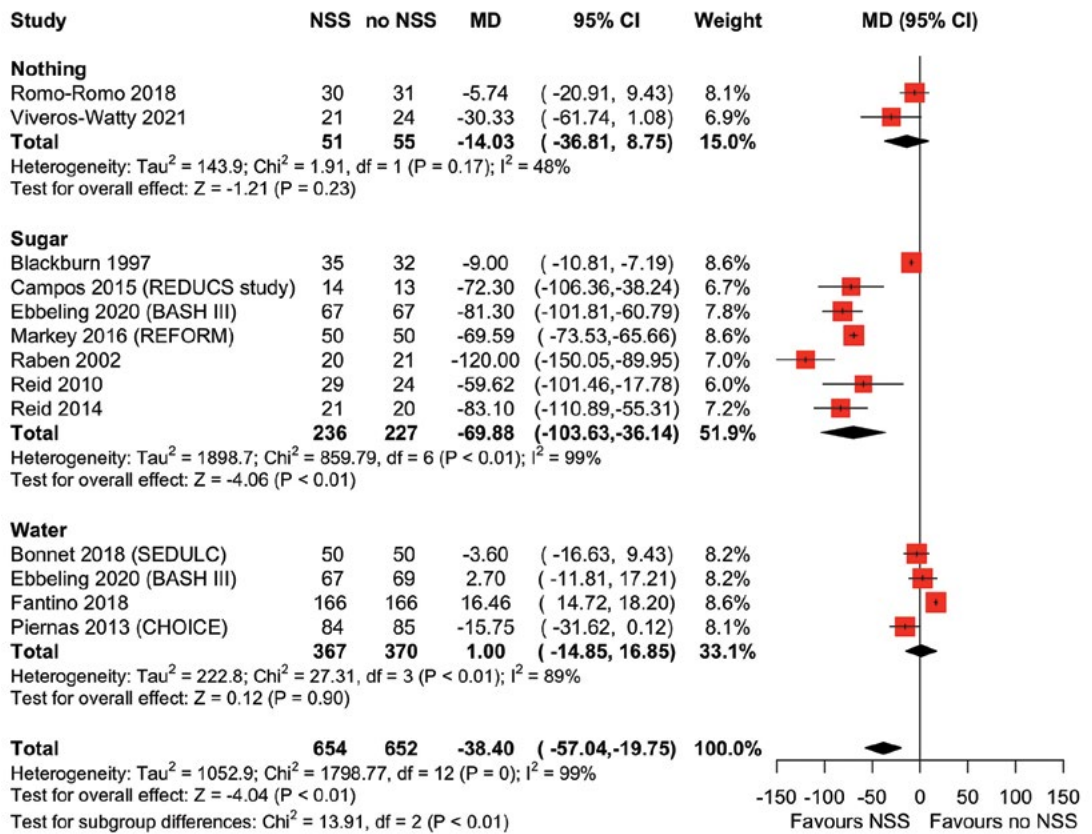 Study NSS no NSS MD 95% CI Weight MD (95% CI)
Nothing
Romo-Romo 2018 30 31 -5.74 ( -20.91, 9.43) 8.1%
Viveros-Watty 2021 21 24 -30.33 ( -61.74, 1.08) 6.9%
Total 51 55 -14.03 ( -36.81, 8.75) 15.0%
Heterogeneity: Tau² = 143.9; Chi² = 1.91, df = 1 (P = 0.17); I² = 48%
Test for overall effect: Z = -1.21 (P = 0.23)
Sugar
Blackburn 1997 35 32 -9.00 ( -10.81, -7.19) 8.6%
Campos 2015 (REDUCS study) 14 13 -72.30 (-106.36,-38.24) 6.7%
Ebbeling 2020 (BASH III) 67 67 -81.30 (-101.81,-60.79) 7.8%
Markey 2016 (REFORM) 50 50 -69.59 ( -73.53,-65.66) 8.6%
Raben 2002 20 21 -120.00 (-150.05,-89.95) 7.0%
Reid 2010 29 24 -59.62 (-101.46,-17.78) 6.0%
Reid 2014 21 20 -83.10 (-110.89,-55.31) 7.2%
Total 236 227 -69.88 (-103.63,-36.14) 51.9%
Heterogeneity: Tau² = 1898.7; Chi² = 859.79, df = 6 (P < 0.01); I² = 99%
Test for overall effect: Z = -4.06 (P < 0.01)
Water
Bonnet 2018 (SEDULC) 50 50 -3.60 ( -16.63, 9.43) 8.2%
Ebbeling 2020 (BASH III) 67 69 2.70 ( -11.81, 17.21) 8.2%
Fantino 2018 166 166 16.46 ( 14.72, 18.20) 8.6%
Piernas 2013 (CHOICE) 84 85 -15.75 ( -31.62, 0.12) 8.1%
Total 367 370 1.00 ( -14.85, 16.85) 33.1%
Heterogeneity: Tau² = 222.8; Chi² = 27.31, df = 3 (P < 0.01); I² = 89%
Test for overall effect: Z = 0.12 (P = 0.90)
Total 654 652 -38.40 ( -57.04,-19.75) 100.0%
Heterogeneity: Tau² = 1052.9; Chi² = 1798.77, df = 12 (P = 0); I² = 99%
Test for overall effect: Z = -4.04 (P < 0.01)
Test for subgroup differences: Chi² = 13.91, df = 2 (P < 0.01)
-150 -100 -50 0 50 100 150
Favours NSS Favours no NSS